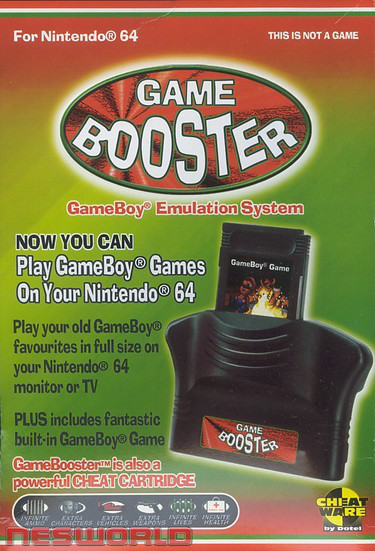 For Nintendo® 64
THIS IS NOT A GAME
GAME
BOOSTER
GameBoy® Emulation System
NOW YOU CAN
Play GameBoy® Games
On Your Nintendo® 64
GameBoy® Game
Play your old GameBoy®
favourites in full size on
your Nintendo® 64
monitor or TV
PLUS includes fantastic
built-in GameBoy® Game
GAME
BOOSTER
GameBooster™ is also a
powerful CHEAT CARTRIDGE
INFINITE AMMO
EXTRA CHARACTERS
EXTRA VEHICLES
EXTRA WEAPONS
INFINITE LIVES
INFINITE HEALTH
CHEAT
WARE
by Datel
NESWORLD